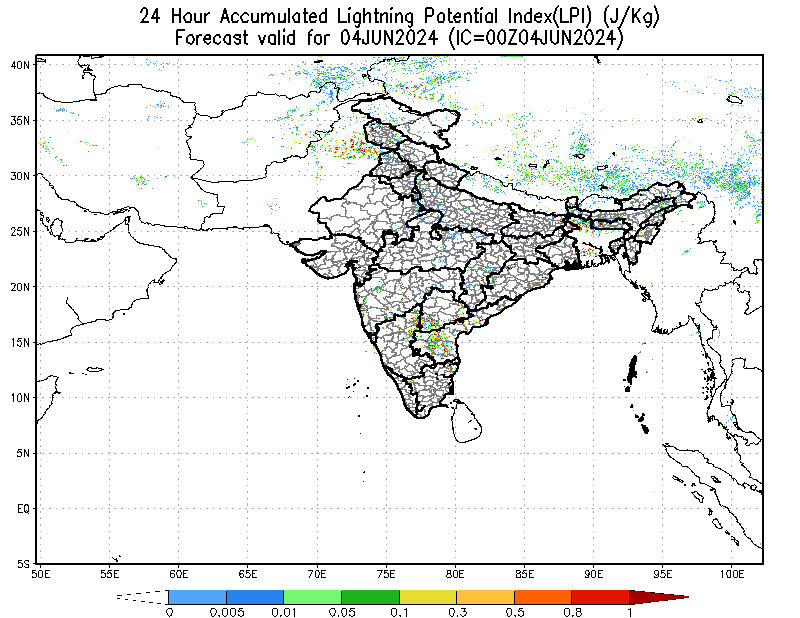 24 Hour Accumulated Lightning Potential Index(LPI) (J/Kg)
Forecast valid for 04JUN2024 (IC=00Z04JUN2024)
40N
35N
30N
25N
20N
15N
10N
5N
EQ
5S
50E 55E 60E 65E 70E 75E 80E 85E 90E 95E 100E
0 0.005 0.01 0.05 0.1 0.3 0.5 0.8 1